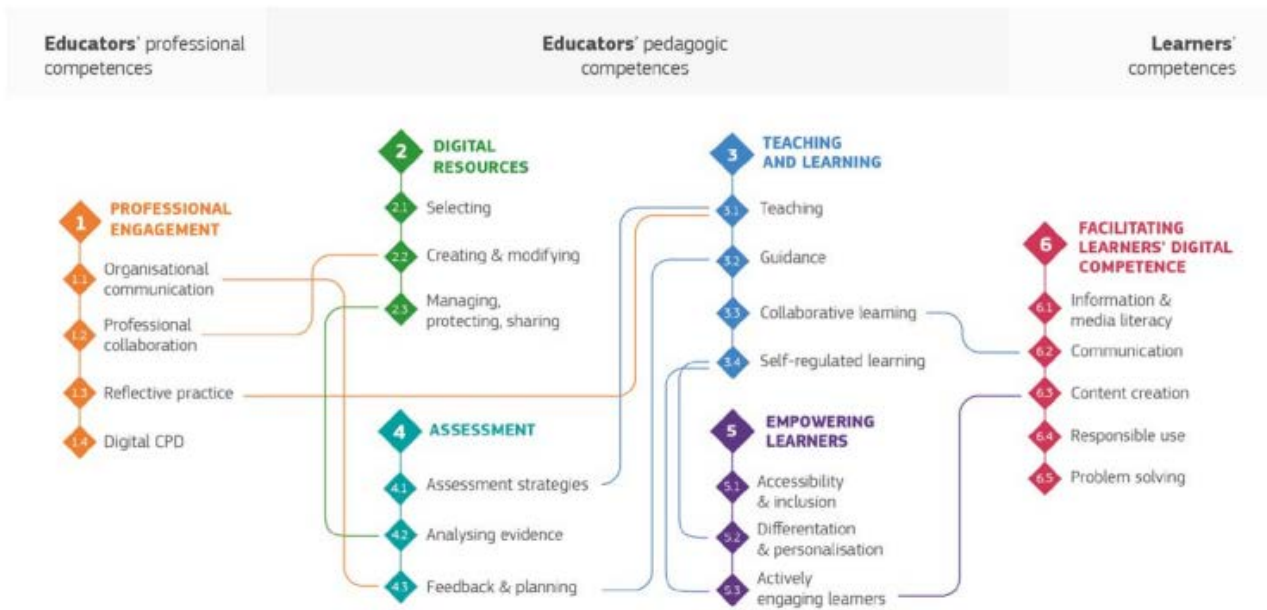 Educators' professional
competences
Educators' pedagogic
competences
Learners'
competences
1
PROFESSIONAL
ENGAGEMENT
1.1
Organisational
communication
1.2
Professional
collaboration
1.3
Reflective practice
1.4
Digital CPD
2
DIGITAL
RESOURCES
2.1
Selecting
2.2
Creating & modifying
2.3
Managing,
protecting, sharing
4
ASSESSMENT
4.1
Assessment strategies
4.2
Analysing evidence
4.3
Feedback & planning
3
TEACHING
AND LEARNING
3.1
Teaching
3.2
Guidance
3.3
Collaborative learning
3.4
Self-regulated learning
5
EMPOWERING
LEARNERS
5.1
Accessibility
& inclusion
5.2
Differentation
& personalisation
5.3
Actively
engaging learners
6
FACILITATING
LEARNERS' DIGITAL
COMPETENCE
6.1
Information &
media literacy
6.2
Communication
6.3
Content creation
6.4
Responsible use
6.5
Problem solving